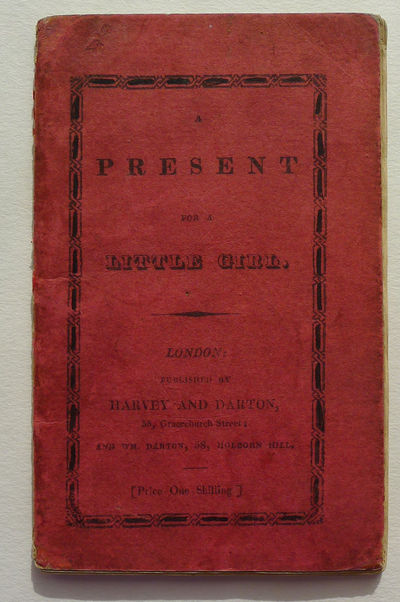 A
PRESENT
FOR A
LITTLE GIRL.
LONDON:
PUBLISHED BY
HARVEY AND DARTON,
55, Gracechurch Street;
AND WM. DARTON, 58, HOLBORN HILL.
[Price One Shilling]